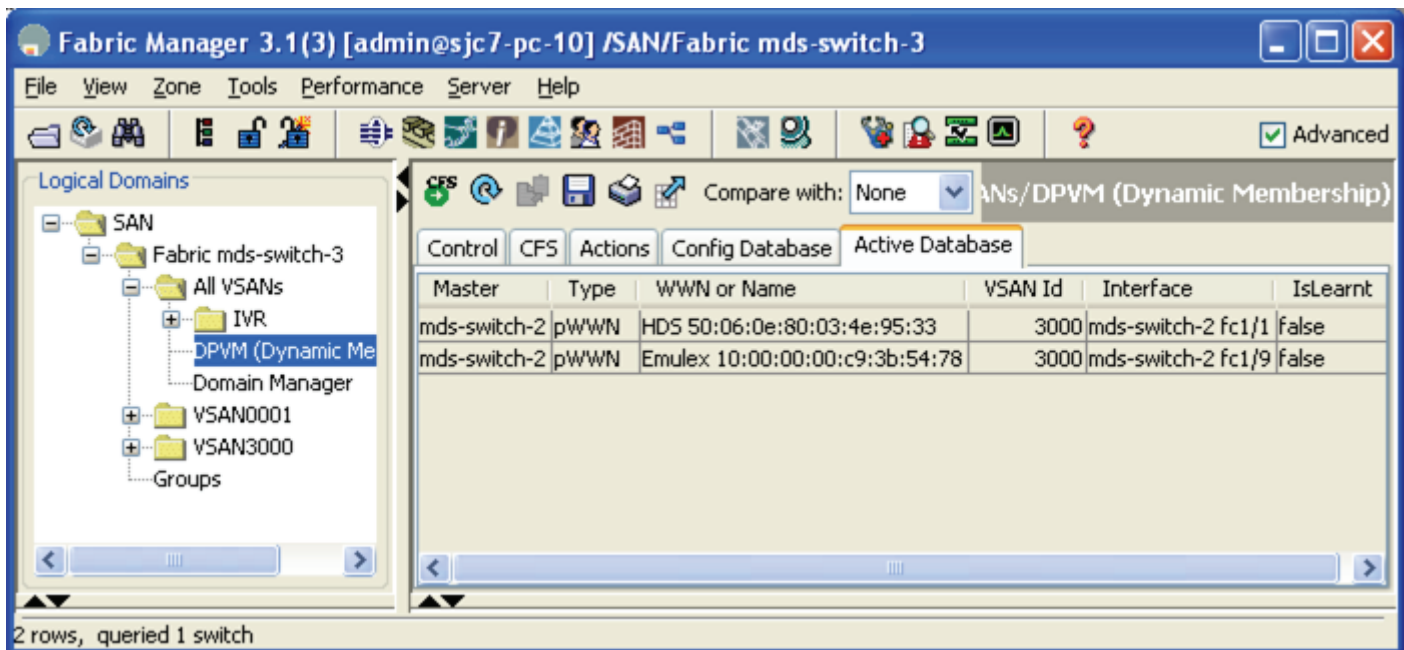 Fabric Manager 3.1(3) [admin@sjc7-pc-10] /SAN/Fabric mds-switch-3
File View Zone Tools Performance Server Help
Advanced
Logical Domains
SAN
Fabric mds-switch-3
All VSANs
IVR
DPVM (Dynamic Me
Domain Manager
VSAN0001
VSAN3000
Groups
CFS Compare with: None ANs/DPVM (Dynamic Membership)
Control CFS Actions Config Database Active Database
Master Type WWN or Name VSAN Id Interface IsLearnt
mds-switch-2 pWWN HDS 50:06:0e:80:03:4e:95:33 3000 mds-switch-2 fc1/1 false
mds-switch-2 pWWN Emulex 10:00:00:00:c9:3b:54:78 3000 mds-switch-2 fc1/9 false
2 rows, queried 1 switch